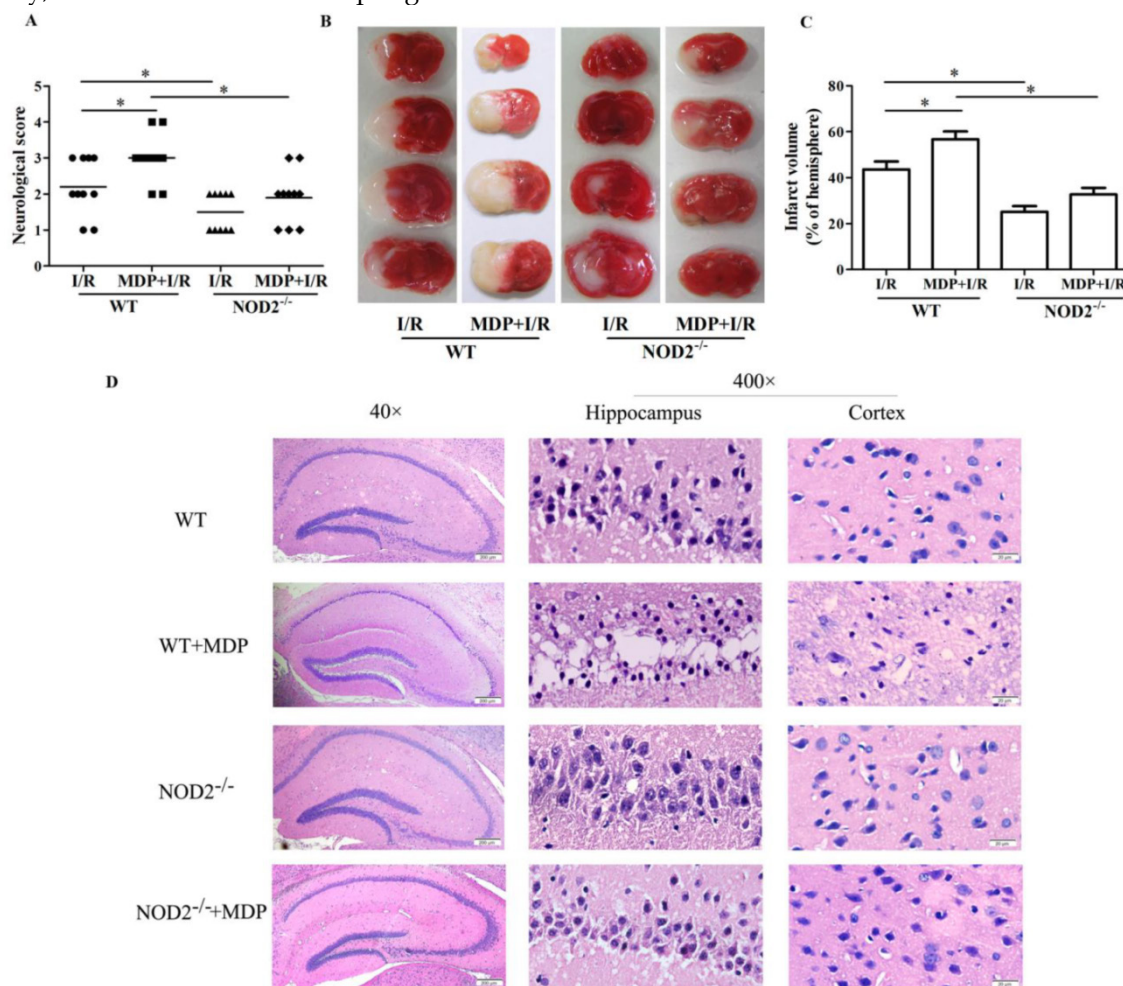 A
B
C
*
*
*
Neurological score
5
4
3
2
1
0
I/R MDP+I/R I/R MDP+I/R
WT NOD2-/-
I/R MDP+I/R I/R MDP+I/R
WT NOD2-/-
*
*
*
Infarct volume
(% of hemisphere)
80
60
40
20
0
I/R MDP+I/R I/R MDP+I/R
WT NOD2-/-
D
400×
40× Hippocampus Cortex
WT
WT+MDP
NOD2-/-
NOD2-/-+MDP